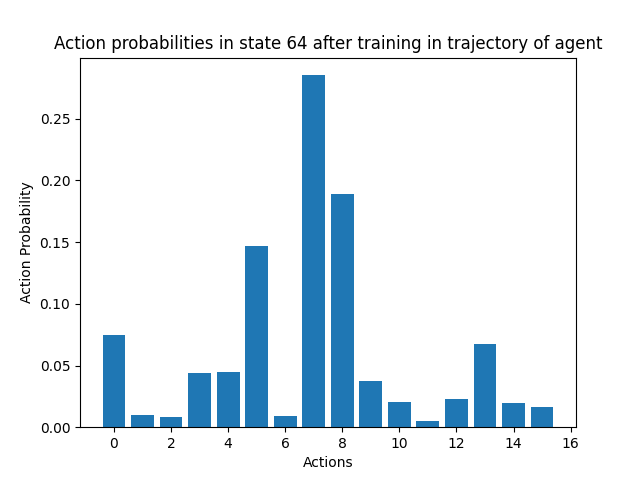 Action probabilities in state 64 after training in trajectory of agent
0.25
0.20
0.15
0.10
0.05
0.00
Action Probability
0 2 4 6 8 10 12 14 16
Actions